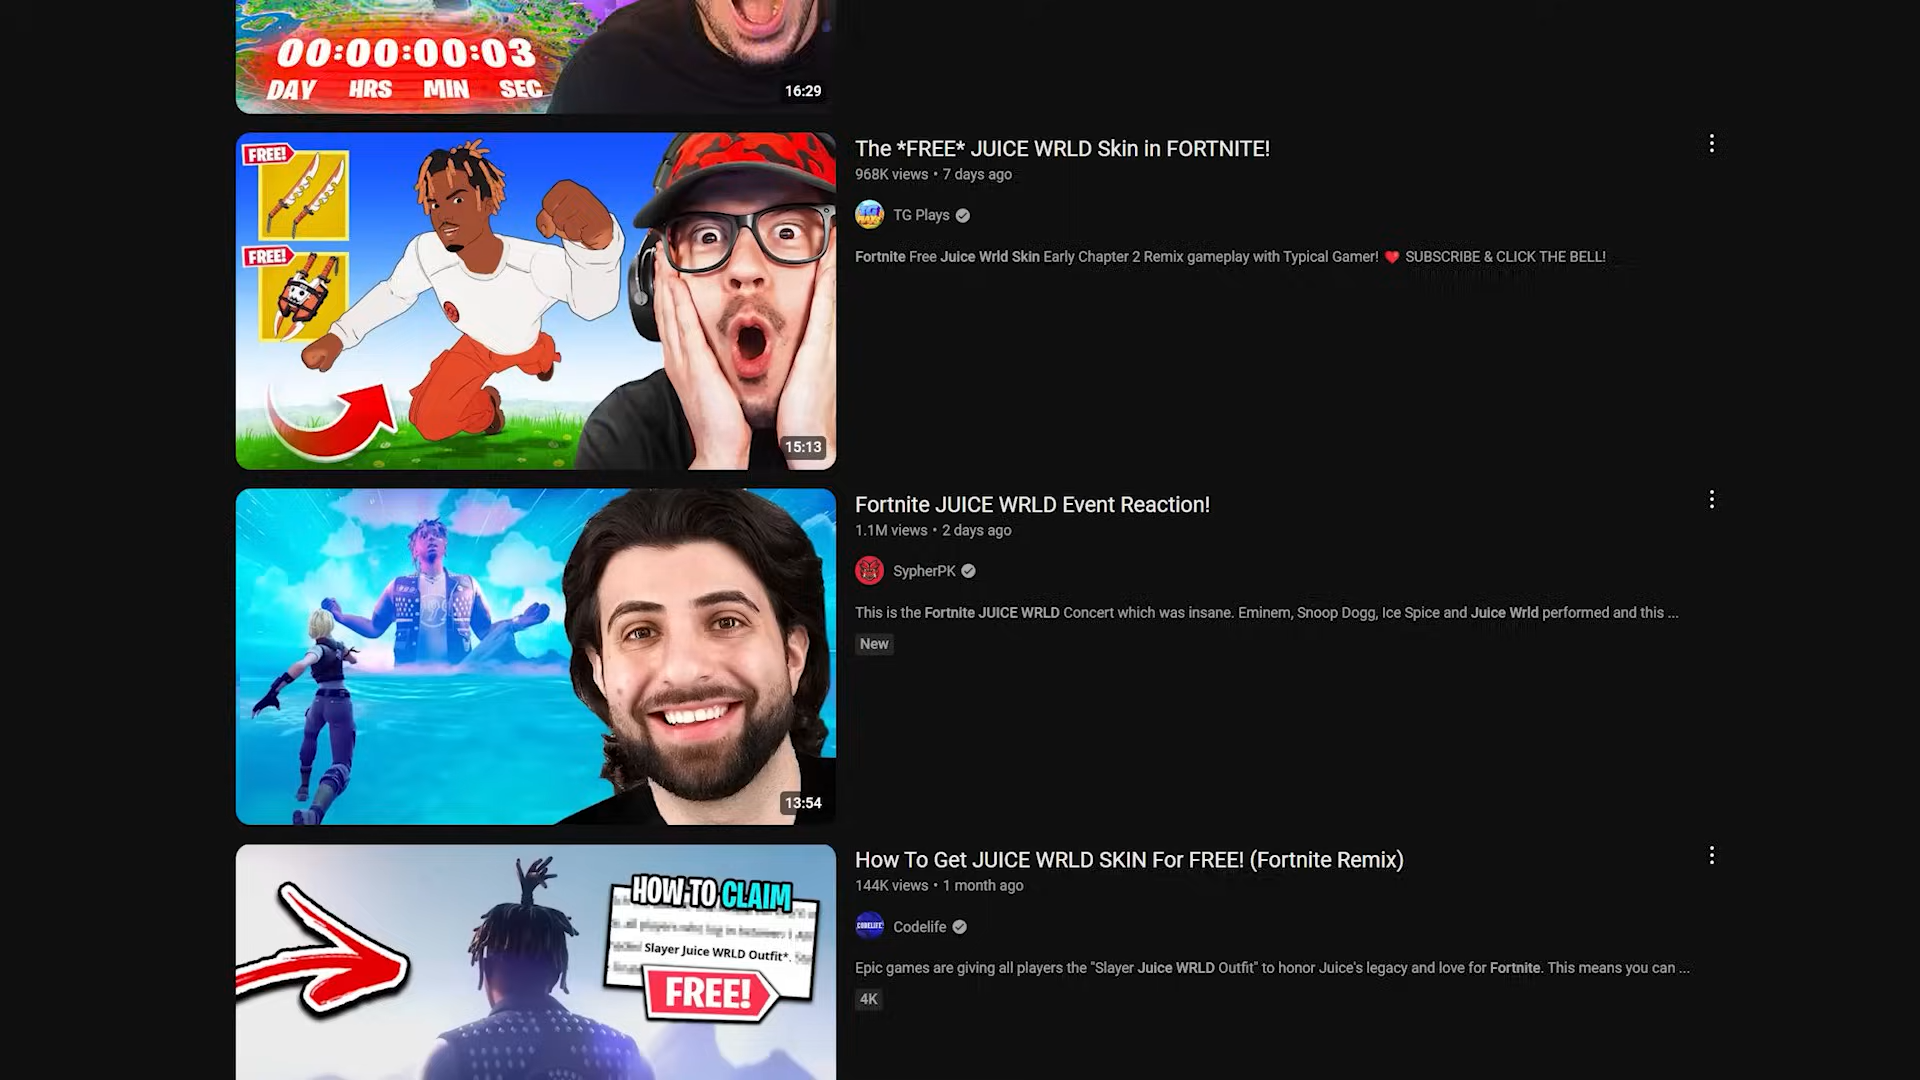 00:00:00:03
DAY HRS MIN SEC
16:29
FREE!
FREE!
15:13
The *FREE* JUICE WRLD Skin in FORTNITE!
968K views • 7 days ago
TG Plays
Fortnite Free Juice Wrld Skin Early Chapter 2 Remix gameplay with Typical Gamer! ❤️ SUBSCRIBE & CLICK THE BELL!
13:54
Fortnite JUICE WRLD Event Reaction!
1.1M views • 2 days ago
SypherPK
This is the Fortnite JUICE WRLD Concert which was insane. Eminem, Snoop Dogg, Ice Spice and Juice Wrld performed and this ...
New
HOW TO CLAIM
Slayer Juice WRLD Outfit*.
FREE!
How To Get JUICE WRLD SKIN For FREE! (Fortnite Remix)
144K views • 1 month ago
CODELIFE
Codelife
Epic games are giving all players the "Slayer Juice WRLD Outfit" to honor Juice's legacy and love for Fortnite. This means you can ...
4K